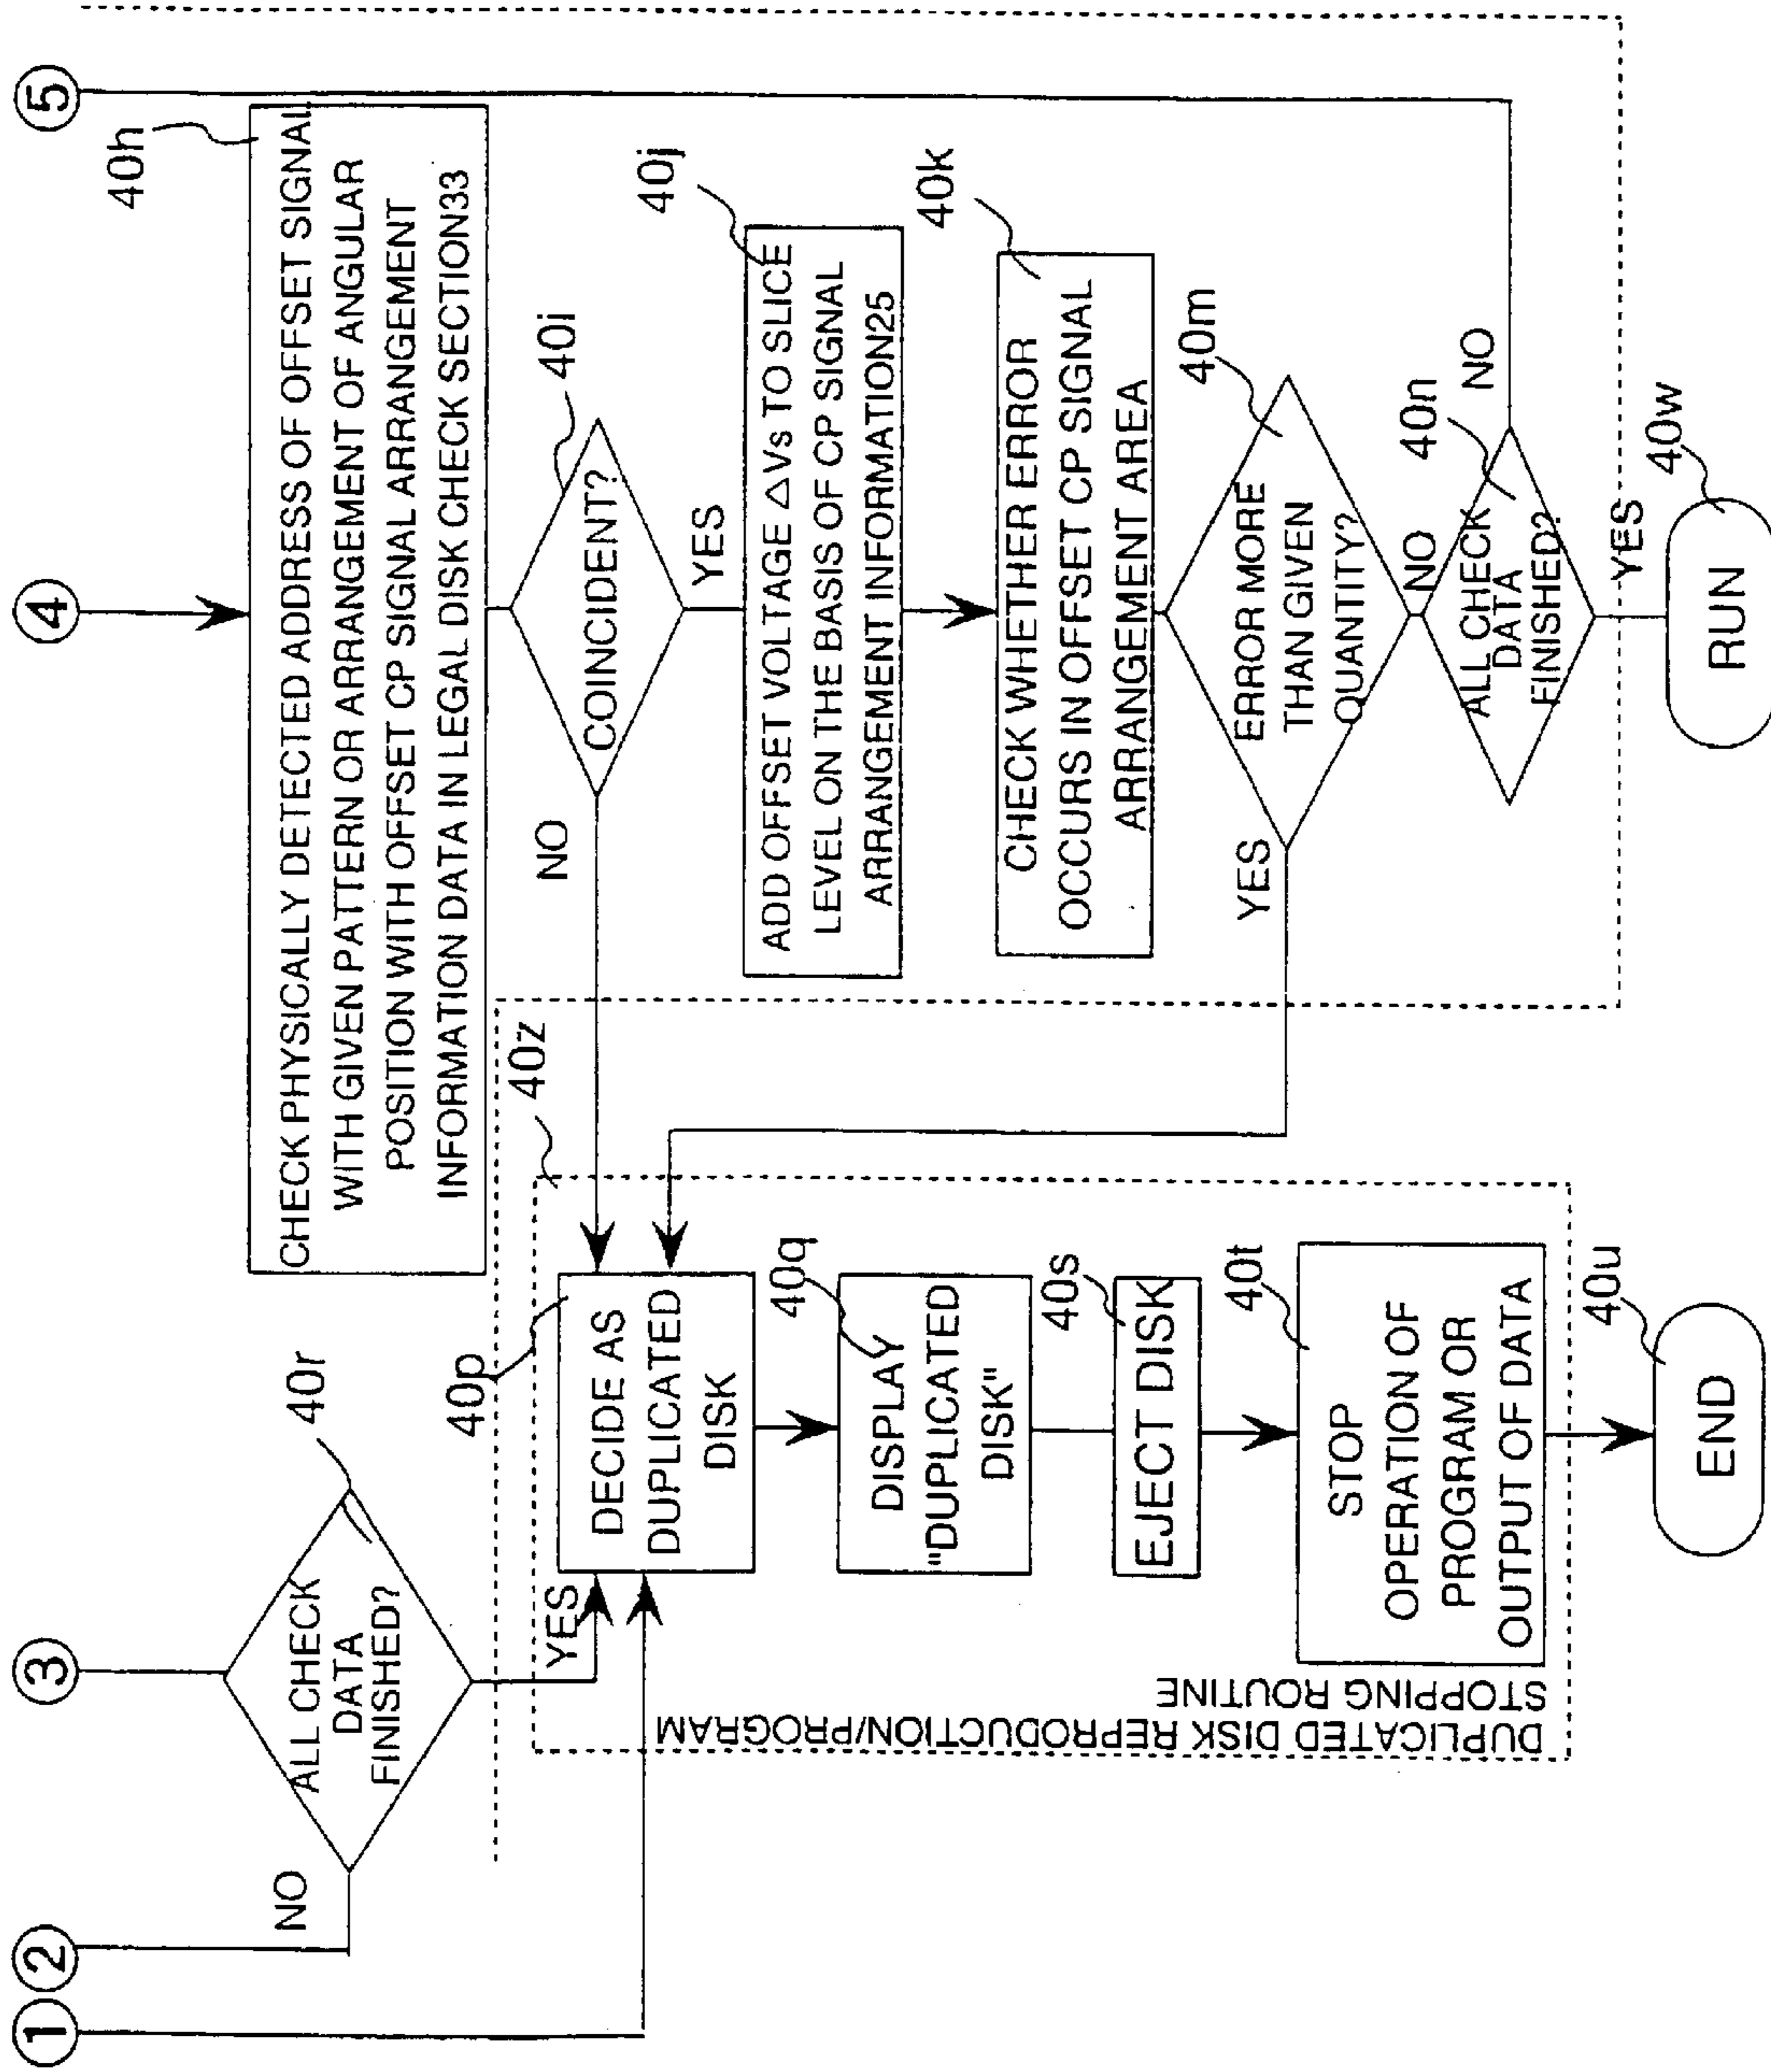 ①
②
③
④
⑤
40r
ALL CHECK
DATA
FINISHED?
NO
YES
40h
CHECK PHYSICALLY DETECTED ADDRESS OF OFFSET SIGNAL
WITH GIVEN PATTERN OR ARRANGEMENT OF ANGULAR
POSITION WITH OFFSET CP SIGNAL ARRANGEMENT
INFORMATION DATA IN LEGAL DISK CHECK SECTION33
40i
COINCIDENT?
NO
YES
40j
ADD OFFSET VOLTAGE △Vs TO SLICE
LEVEL ON THE BASIS OF CP SIGNAL
ARRANGEMENT INFORMATION25
40k
CHECK WHETHER ERROR
OCCURS IN OFFSET CP SIGNAL
ARRANGEMENT AREA
40m
ERROR MORE
THAN GIVEN
QUANTITY?
YES
NO
40n
ALL CHECK
DATA
FINISHED?
NO
YES
40w
RUN
40z
40p
DECIDE AS
DUPLICATED
DISK
40q
DISPLAY
"DUPLICATED
DISK"
40s
EJECT DISK
40t
STOP
OPERATION OF
PROGRAM OR
OUTPUT OF DATA
40u
END
DUPLICATED DISK REPRODUCTION/PROGRAM
STOPPING ROUTINE